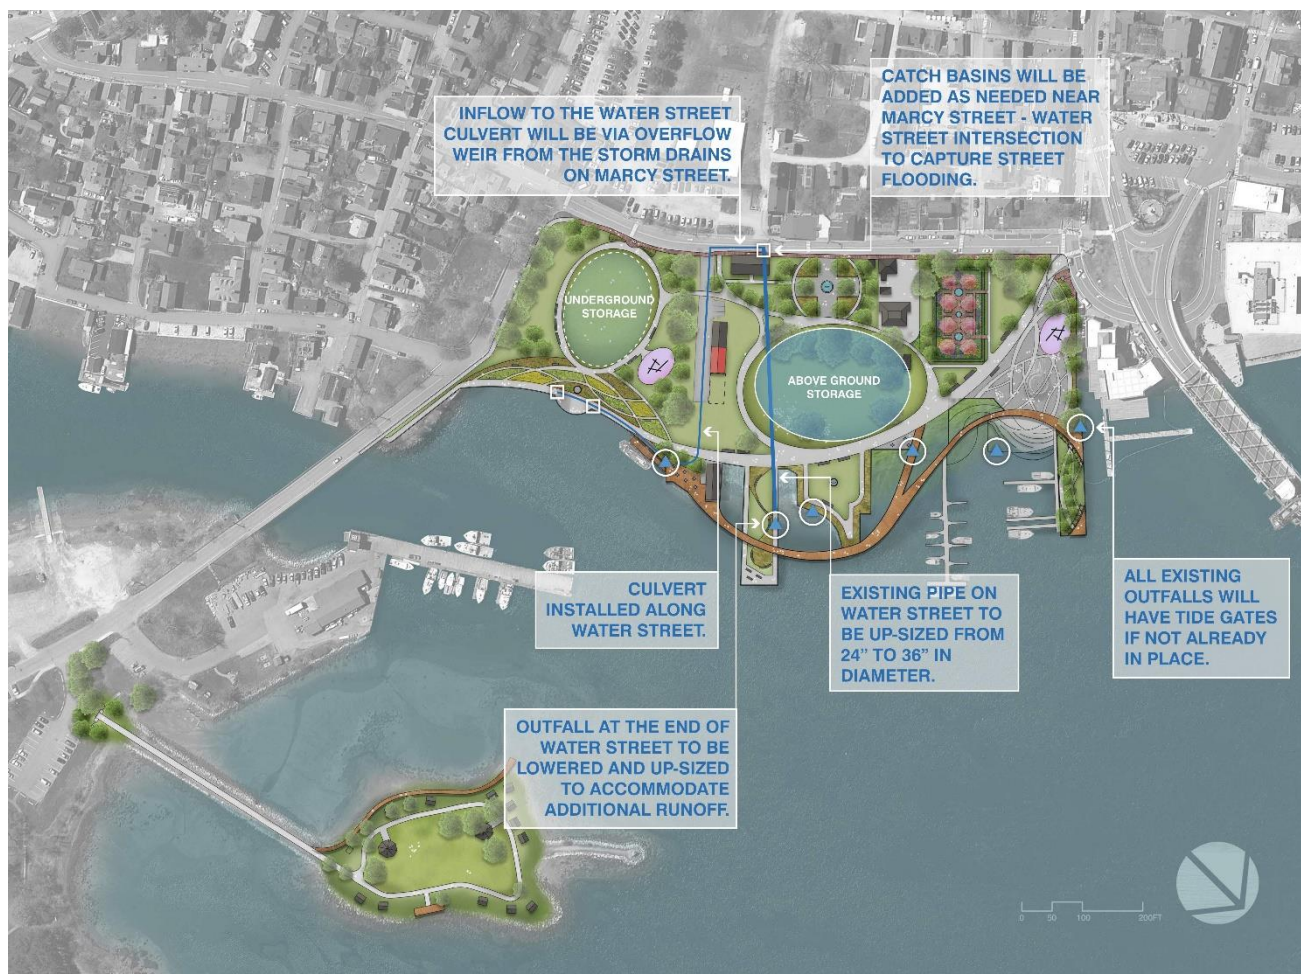 INFLOW TO THE WATER STREET
CULVERT WILL BE VIA OVERFLOW
WEIR FROM THE STORM DRAINS
ON MARCY STREET.
CATCH BASINS WILL BE
ADDED AS NEEDED NEAR
MARCY STREET - WATER
STREET INTERSECTION
TO CAPTURE STREET
FLOODING.
UNDERGROUND
STORAGE
ABOVE GROUND
STORAGE
CULVERT
INSTALLED ALONG
WATER STREET.
EXISTING PIPE ON
WATER STREET TO
BE UP-SIZED FROM
24” TO 36” IN
DIAMETER.
ALL EXISTING
OUTFALLS WILL
HAVE TIDE GATES
IF NOT ALREADY
IN PLACE.
OUTFALL AT THE END OF
WATER STREET TO BE
LOWERED AND UP-SIZED
TO ACCOMMODATE
ADDITIONAL RUNOFF.
0 50 100 200FT